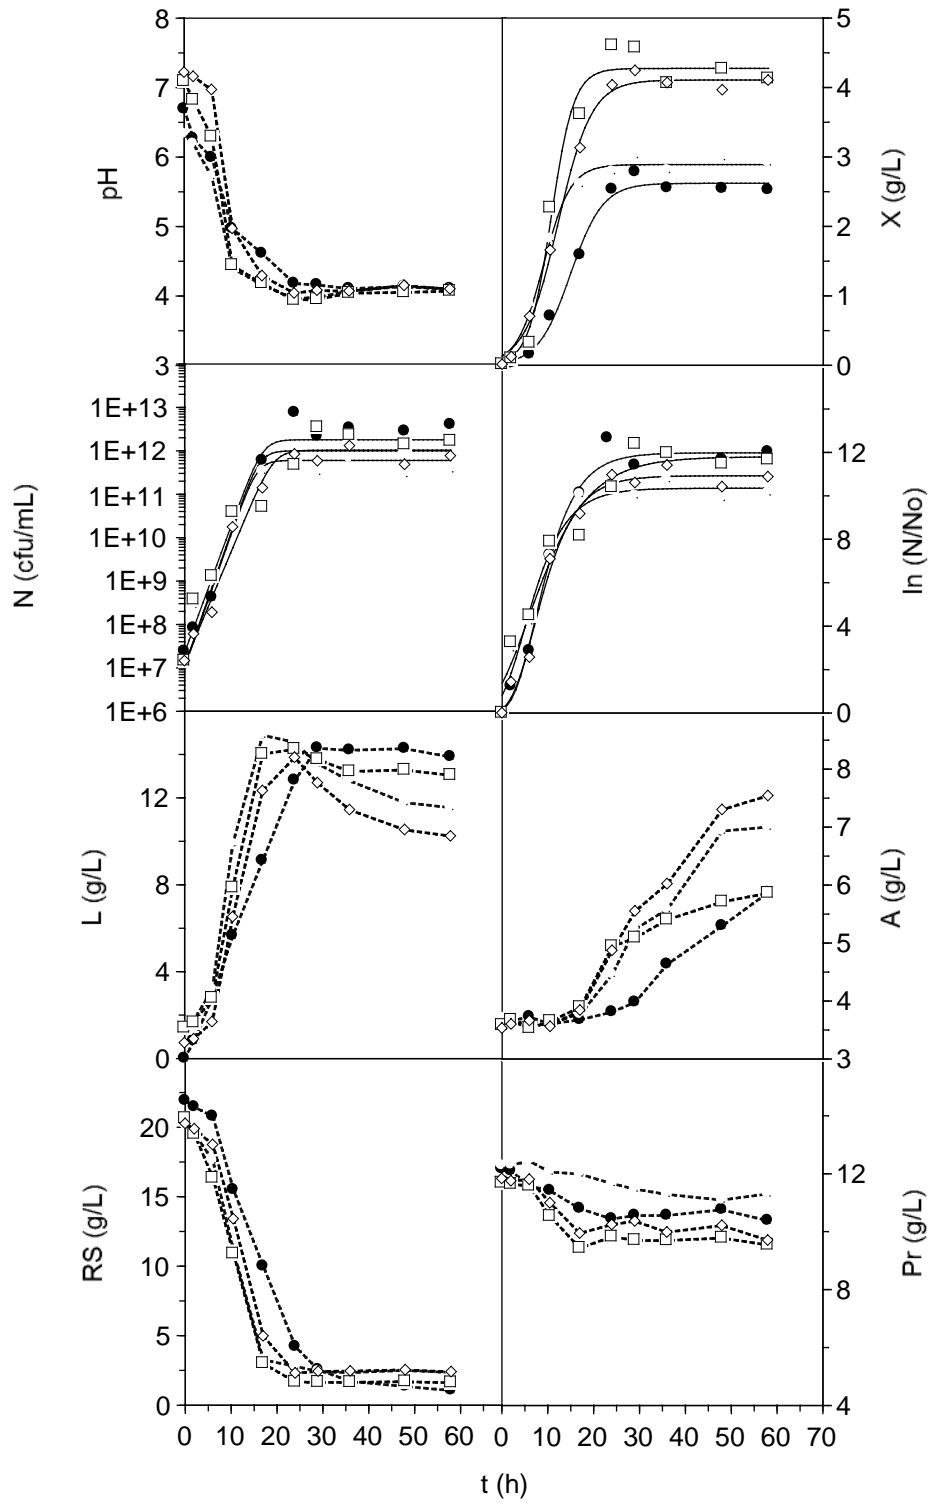 8
7
6
5
4
3
pH
5
4
3
2
1
0
X (g/L)
1E+13
1E+12
1E+11
1E+10
1E+9
1E+8
1E+7
1E+6
N (cfu/mL)
12
8
4
0
ln (N/No)
12
8
4
0
L (g/L)
8
7
6
5
4
3
A (g/L)
20
15
10
5
0
RS (g/L)
12
8
4
Pr (g/L)
0 10 20 30 40 50 60
0 10 20 30 40 50 60 70
t (h)